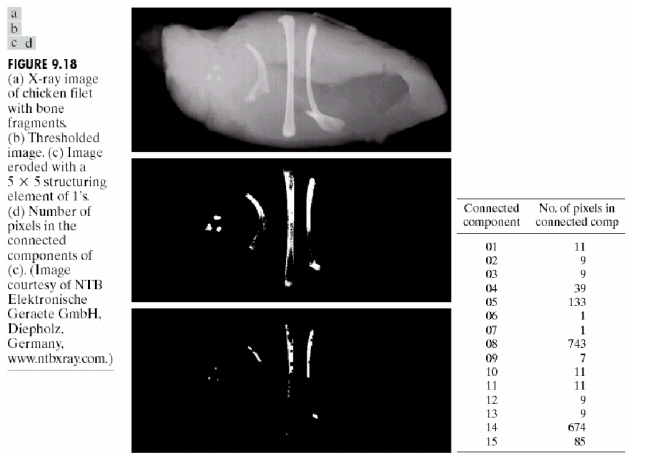 a
b
c d
FIGURE 9.18
(a) X-ray image
of chicken filet
with bone
fragments.
(b) Thresholded
image. (c) Image
eroded with a
5 × 5 structuring
element of 1's.
(d) Number of
pixels in the
connected
components of
(c). (Image
courtesy of NTB
Elektronische
Geraete GmbH,
Diepholz,
Germany,
www.ntbxray.com.)
Connected No. of pixels in
component connected comp
01 11
02 9
03 9
04 39
05 133
06 1
07 1
08 743
09 7
10 11
11 11
12 9
13 9
14 674
15 85